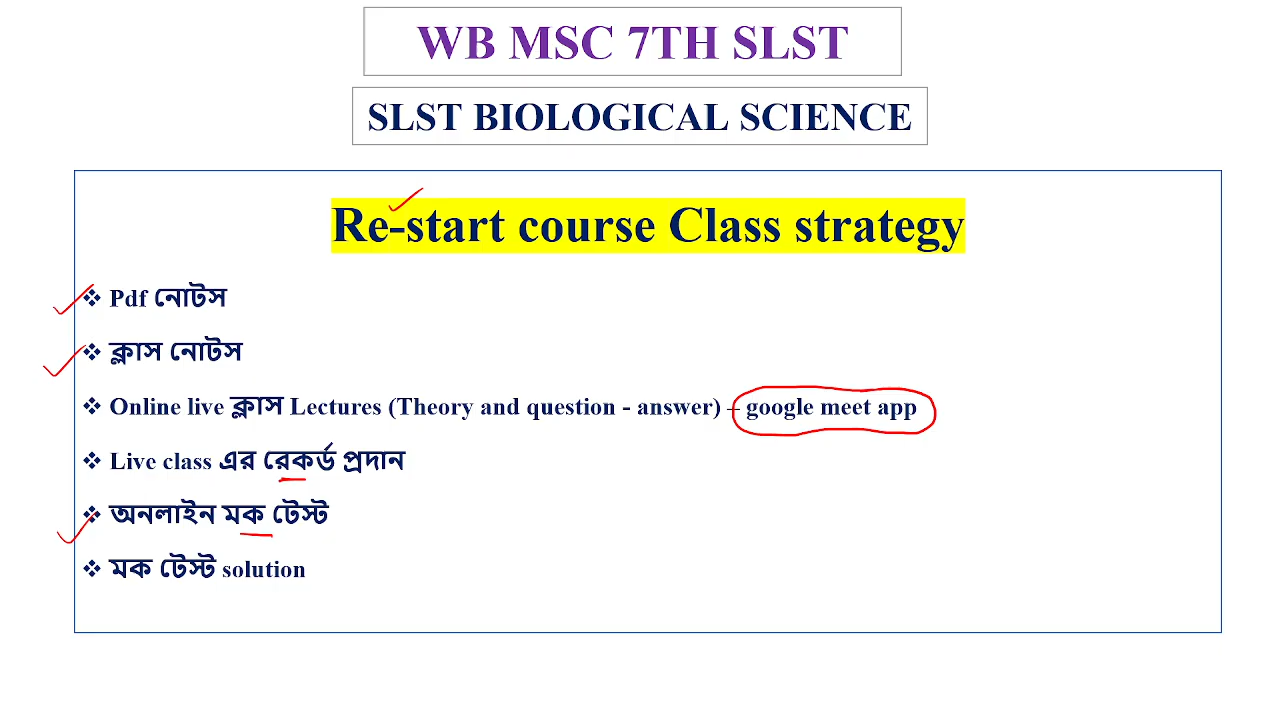 WB MSC 7TH SLST
SLST BIOLOGICAL SCIENCE
Re-start course Class strategy
❖ Pdf নোটস
❖ ক্লাস নোটস
❖ Online live ক্লাস Lectures (Theory and question - answer) – google meet app
❖ Live class এর রেকর্ড প্রদান
❖ অনলাইন মক টেস্ট
❖ মক টেস্ট solution